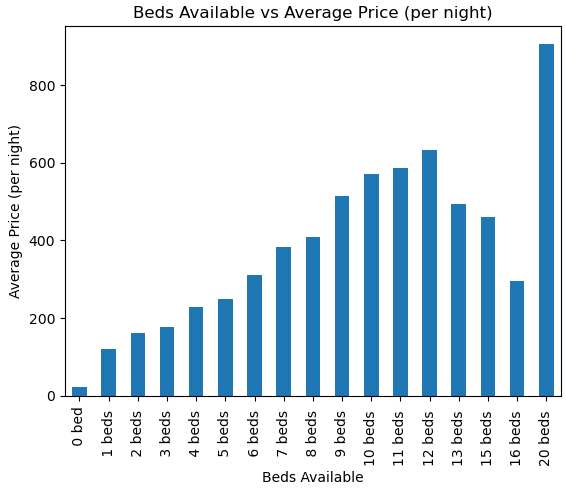 Beds Available vs Average Price (per night)
Average Price (per night)
800
600
400
200
0
0 bed
1 beds
2 beds
3 beds
4 beds
5 beds
6 beds
7 beds
8 beds
9 beds
10 beds
11 beds
12 beds
13 beds
15 beds
16 beds
20 beds
Beds Available